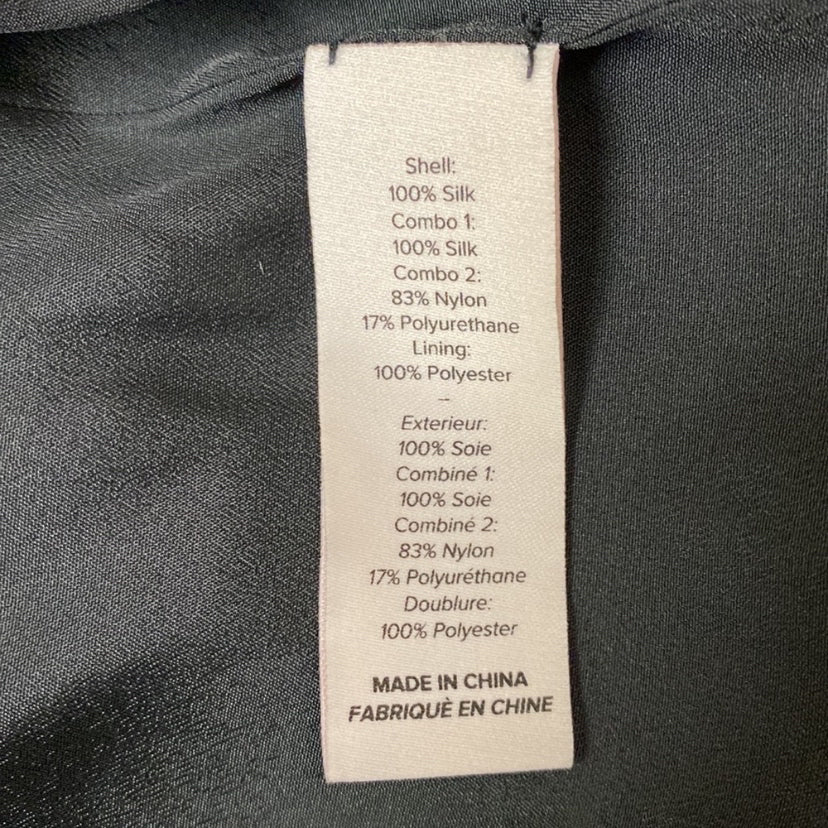 Shell:
100% Silk
Combo 1:
100% Silk
Combo 2:
83% Nylon
17% Polyurethane
Lining:
100% Polyester
–
Exterieur:
100% Soie
Combiné 1:
100% Soie
Combiné 2:
83% Nylon
17% Polyuréthane
Doublure:
100% Polyester
MADE IN CHINA
FABRIQUÈ EN CHINE